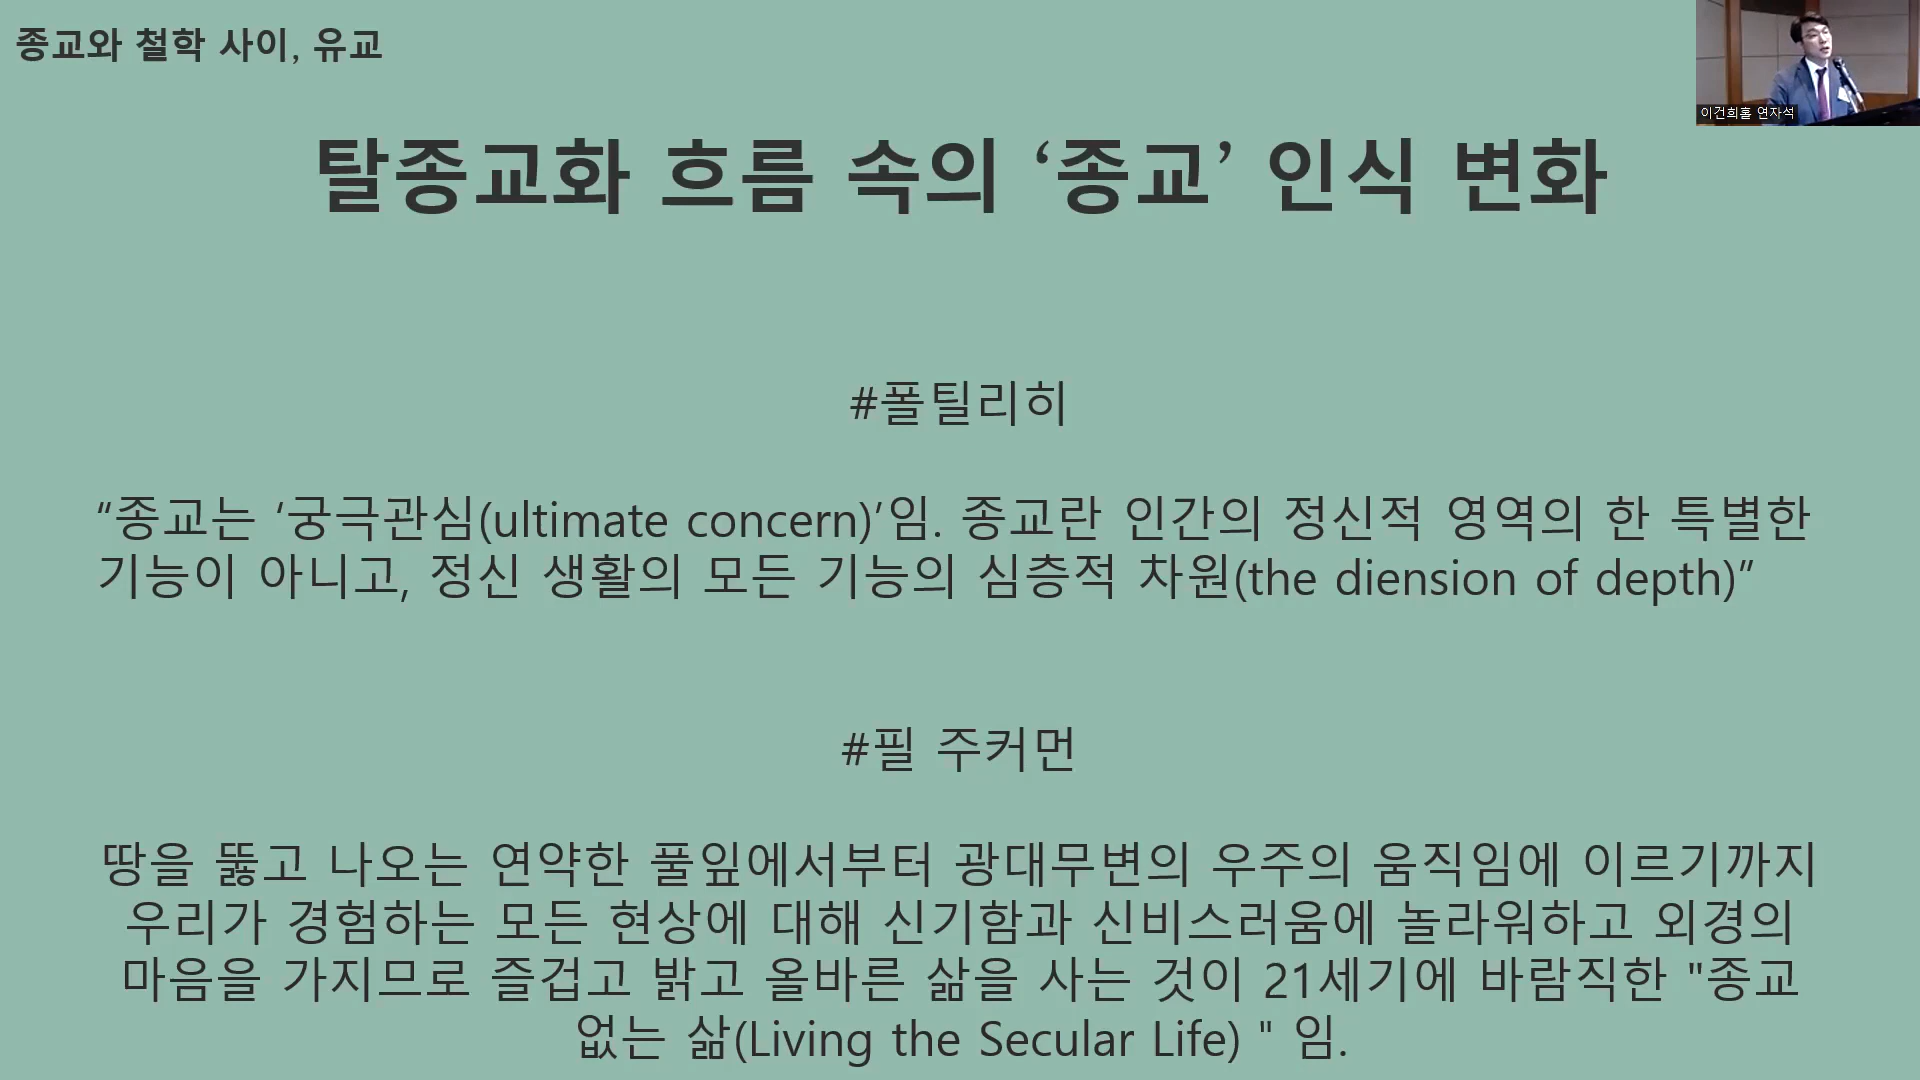 종교와 철학 사이, 유교
이건희홀 연자석
탈종교화 흐름 속의 ‘종교’ 인식 변화
#폴틸리히
“종교는 ‘궁극관심(ultimate concern)’임. 종교란 인간의 정신적 영역의 한 특별한
기능이 아니고, 정신 생활의 모든 기능의 심층적 차원(the diension of depth)”
#필 주커먼
땅을 뚫고 나오는 연약한 풀잎에서부터 광대무변의 우주의 움직임에 이르기까지
우리가 경험하는 모든 현상에 대해 신기함과 신비스러움에 놀라워하고 외경의
마음을 가지므로 즐겁고 밝고 올바른 삶을 사는 것이 21세기에 바람직한 "종교
없는 삶(Living the Secular Life) " 임.